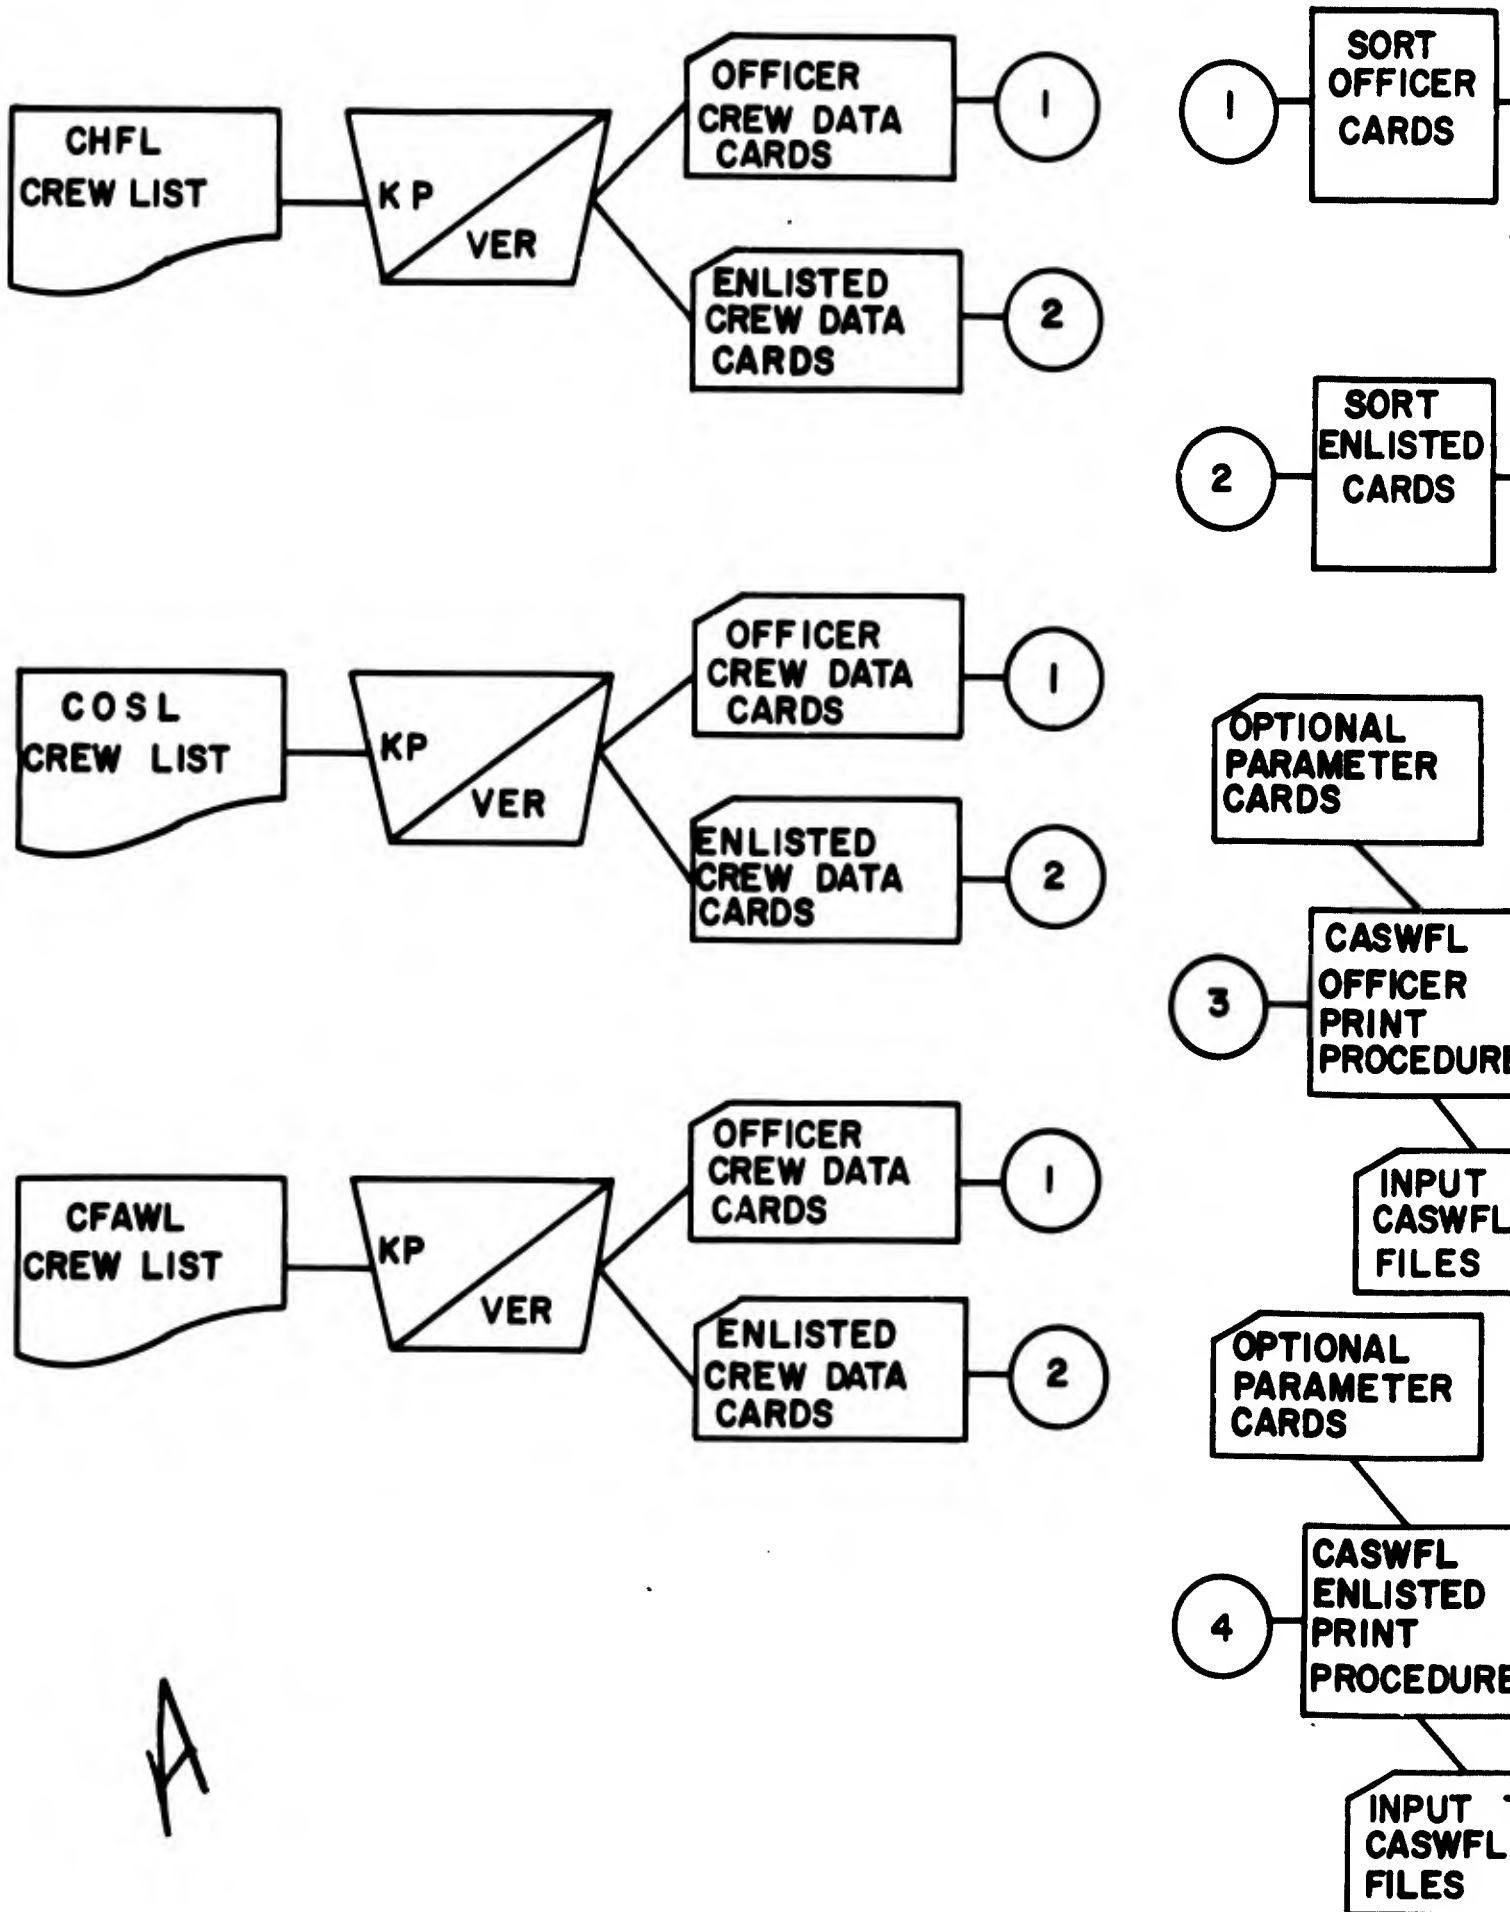 CHFL
CREW LIST
KP
VER
OFFICER
CREW DATA
CARDS
1
ENLISTED
CREW DATA
CARDS
2
COSL
CREW LIST
KP
VER
OFFICER
CREW DATA
CARDS
1
ENLISTED
CREW DATA
CARDS
2
CFAWL
CREW LIST
KP
VER
OFFICER
CREW DATA
CARDS
1
ENLISTED
CREW DATA
CARDS
2
A
1
SORT
OFFICER
CARDS
2
SORT
ENLISTED
CARDS
OPTIONAL
PARAMETER
CARDS
3
CASWFL
OFFICER
PRINT
PROCEDURE
INPUT
CASWFL
FILES
OPTIONAL
PARAMETER
CARDS
4
CASWFL
ENLISTED
PRINT
PROCEDURE
INPUT
CASWFL
FILES